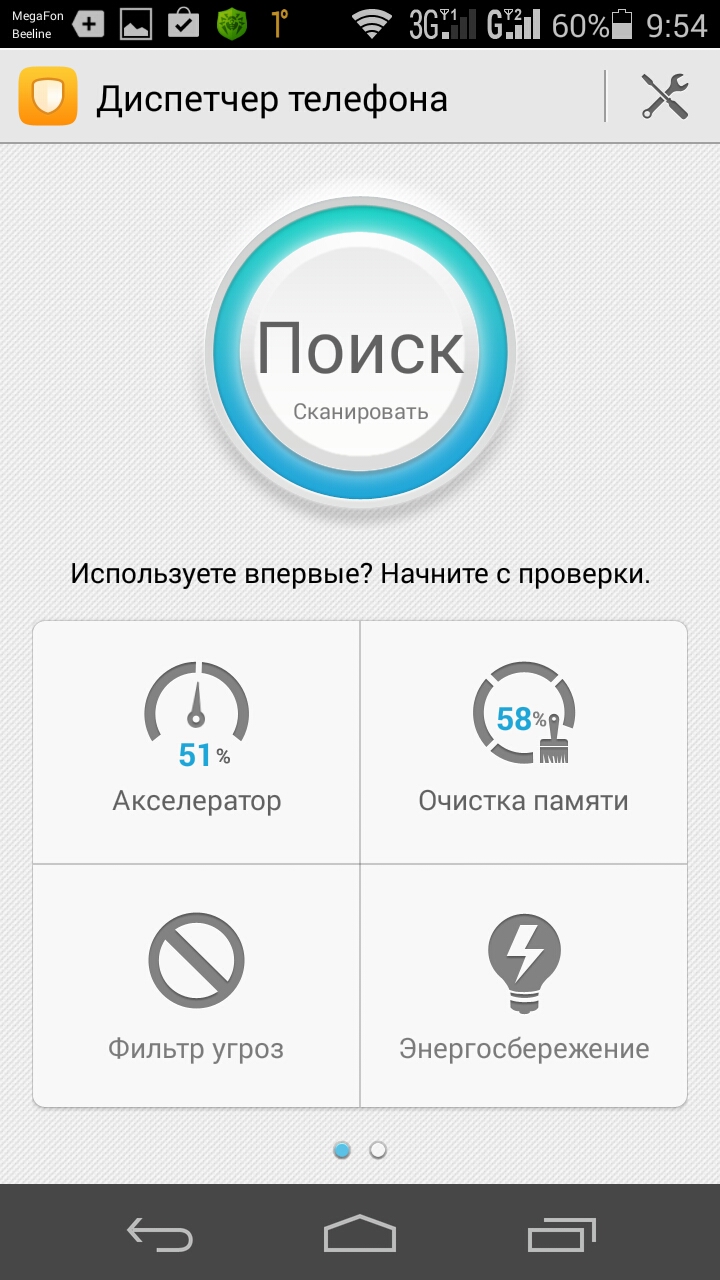 MegaFon
Beeline
1°
3G 1 G 2 60% 9:54
Диспетчер телефона
Поиск
Сканировать
Используете впервые? Начните с проверки.
51%
58%
Акселератор
Очистка памяти
Фильтр угроз
Энергосбережение